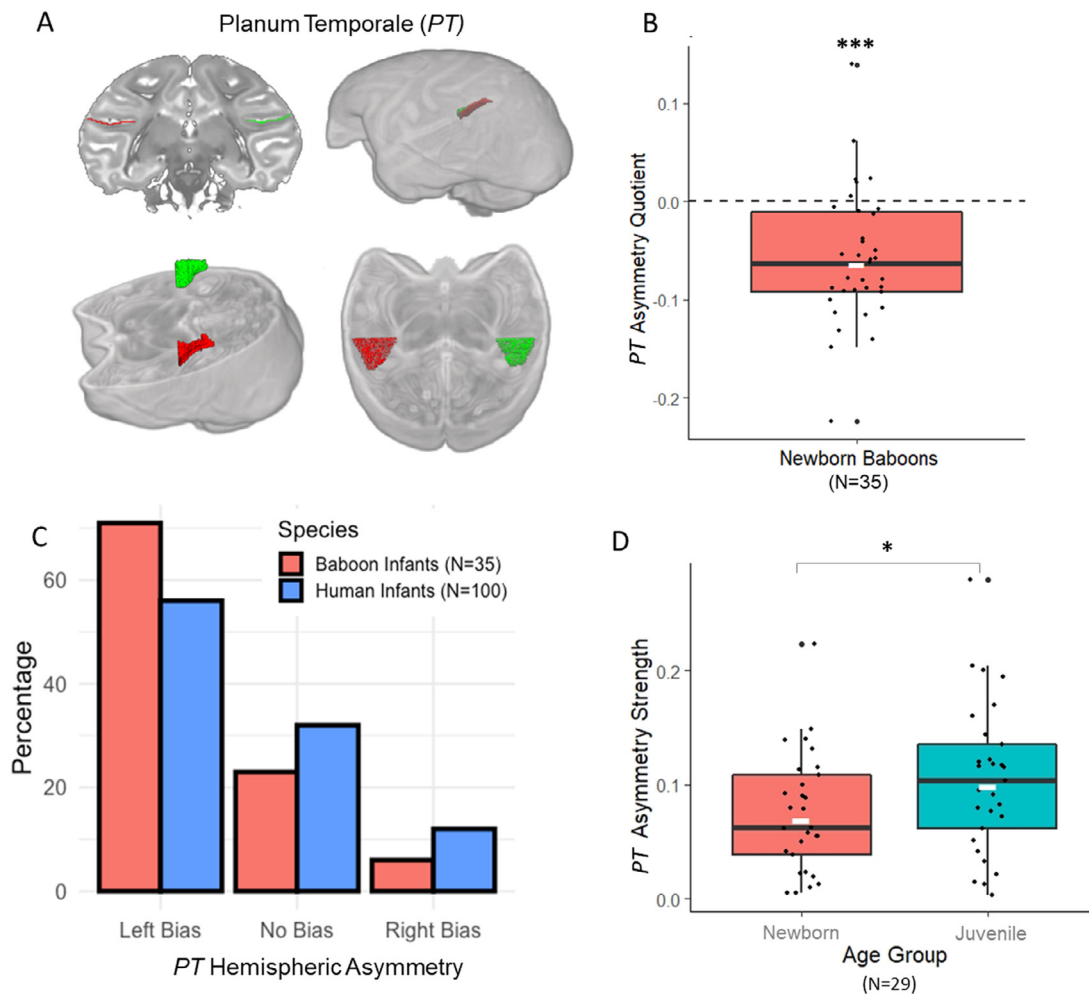 A
Planum Temporale (PT)
B
***
0.1
0.0
-0.1
-0.2
PT Asymmetry Quotient
Newborn Baboons
(N=35)
C
Species
Baboon Infants (N=35)
Human Infants (N=100)
60
40
20
0
Percentage
Left Bias No Bias Right Bias
PT Hemispheric Asymmetry
D
*
0.2
0.1
0.0
PT Asymmetry Strength
Newborn Juvenile
Age Group
(N=29)